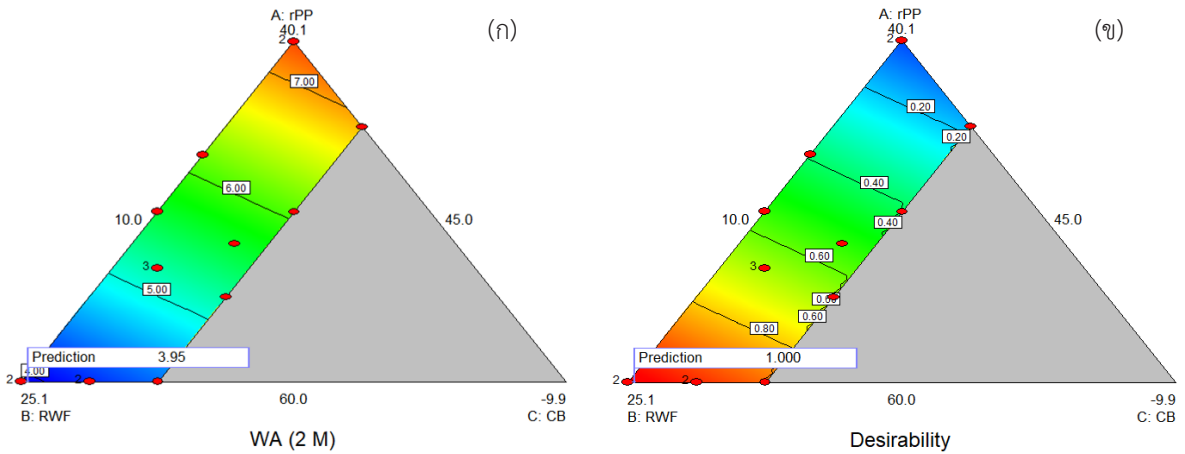 A: rPP
40.1
(ก)
2
7.00
6.00
10.0
45.0
3
5.00
Prediction 3.95
4.00
2
2
25.1
60.0
-9.9
B: RWF
C: CB
WA (2 M)
A: rPP
40.1
(ข)
2
0.20
0.20
0.40
0.40
10.0
45.0
0.60
3
0.60
0.80
Prediction 1.000
2
2
25.1
60.0
-9.9
B: RWF
C: CB
Desirability